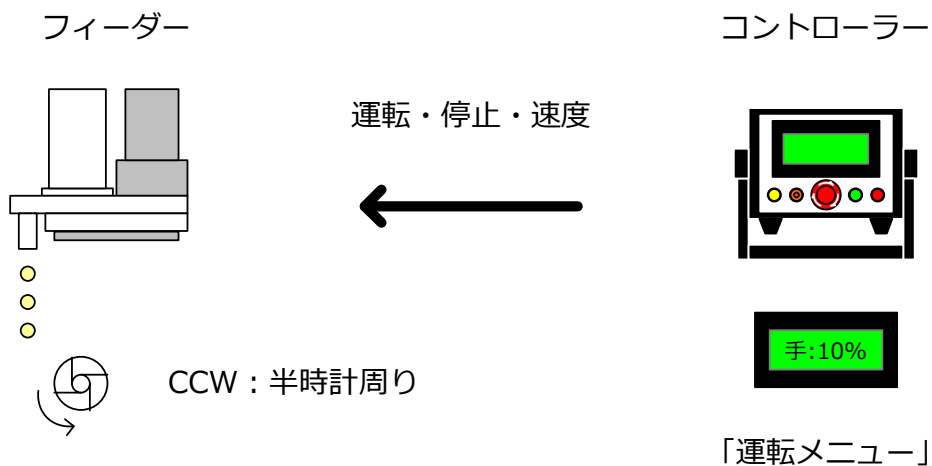 フィーダー
コントローラー
運転・停止・速度
手:10%
CCW：半時計周り
「運転メニュー」